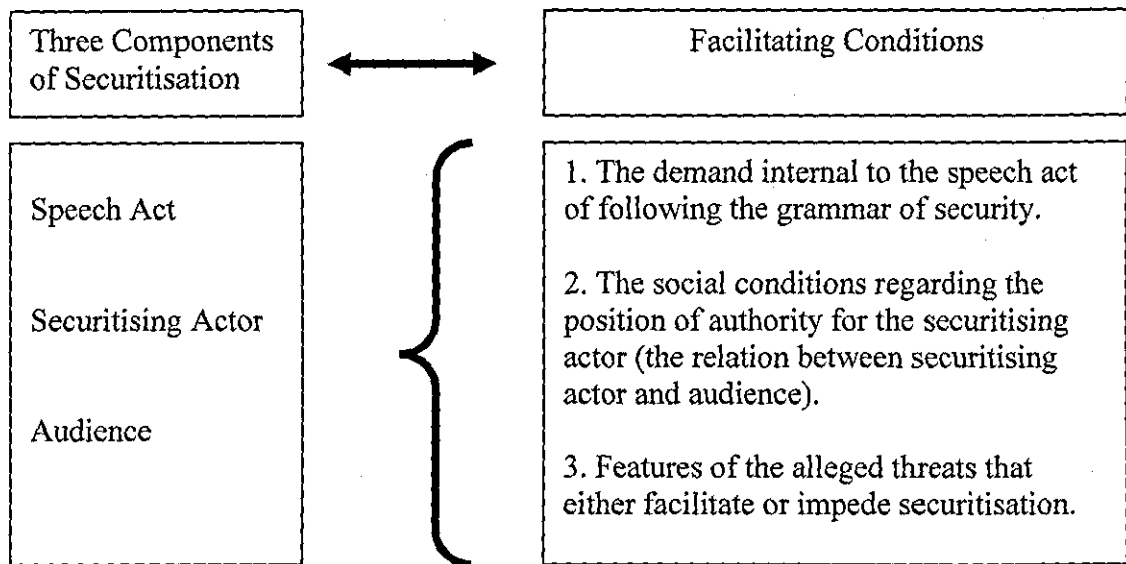 Three Components
of Securitisation
Facilitating Conditions
Speech Act
Securitising Actor
Audience
1. The demand internal to the speech act
of following the grammar of security.
2. The social conditions regarding the
position of authority for the securitising
actor (the relation between securitising
actor and audience).
3. Features of the alleged threats that
either facilitate or impede securitisation.